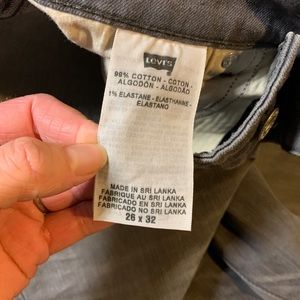 Levi's
98% COTTON - COTON -
ALGODÓN - ALGODÃO
1% ELASTANE - ELASTHANNE -
ELASTANO
MADE IN SRI LANKA
FABRIQUE AU SRI LANKA
FABRICADO EN SRI LANKA
FABRICADO NO SRI LANKA
26 x 32